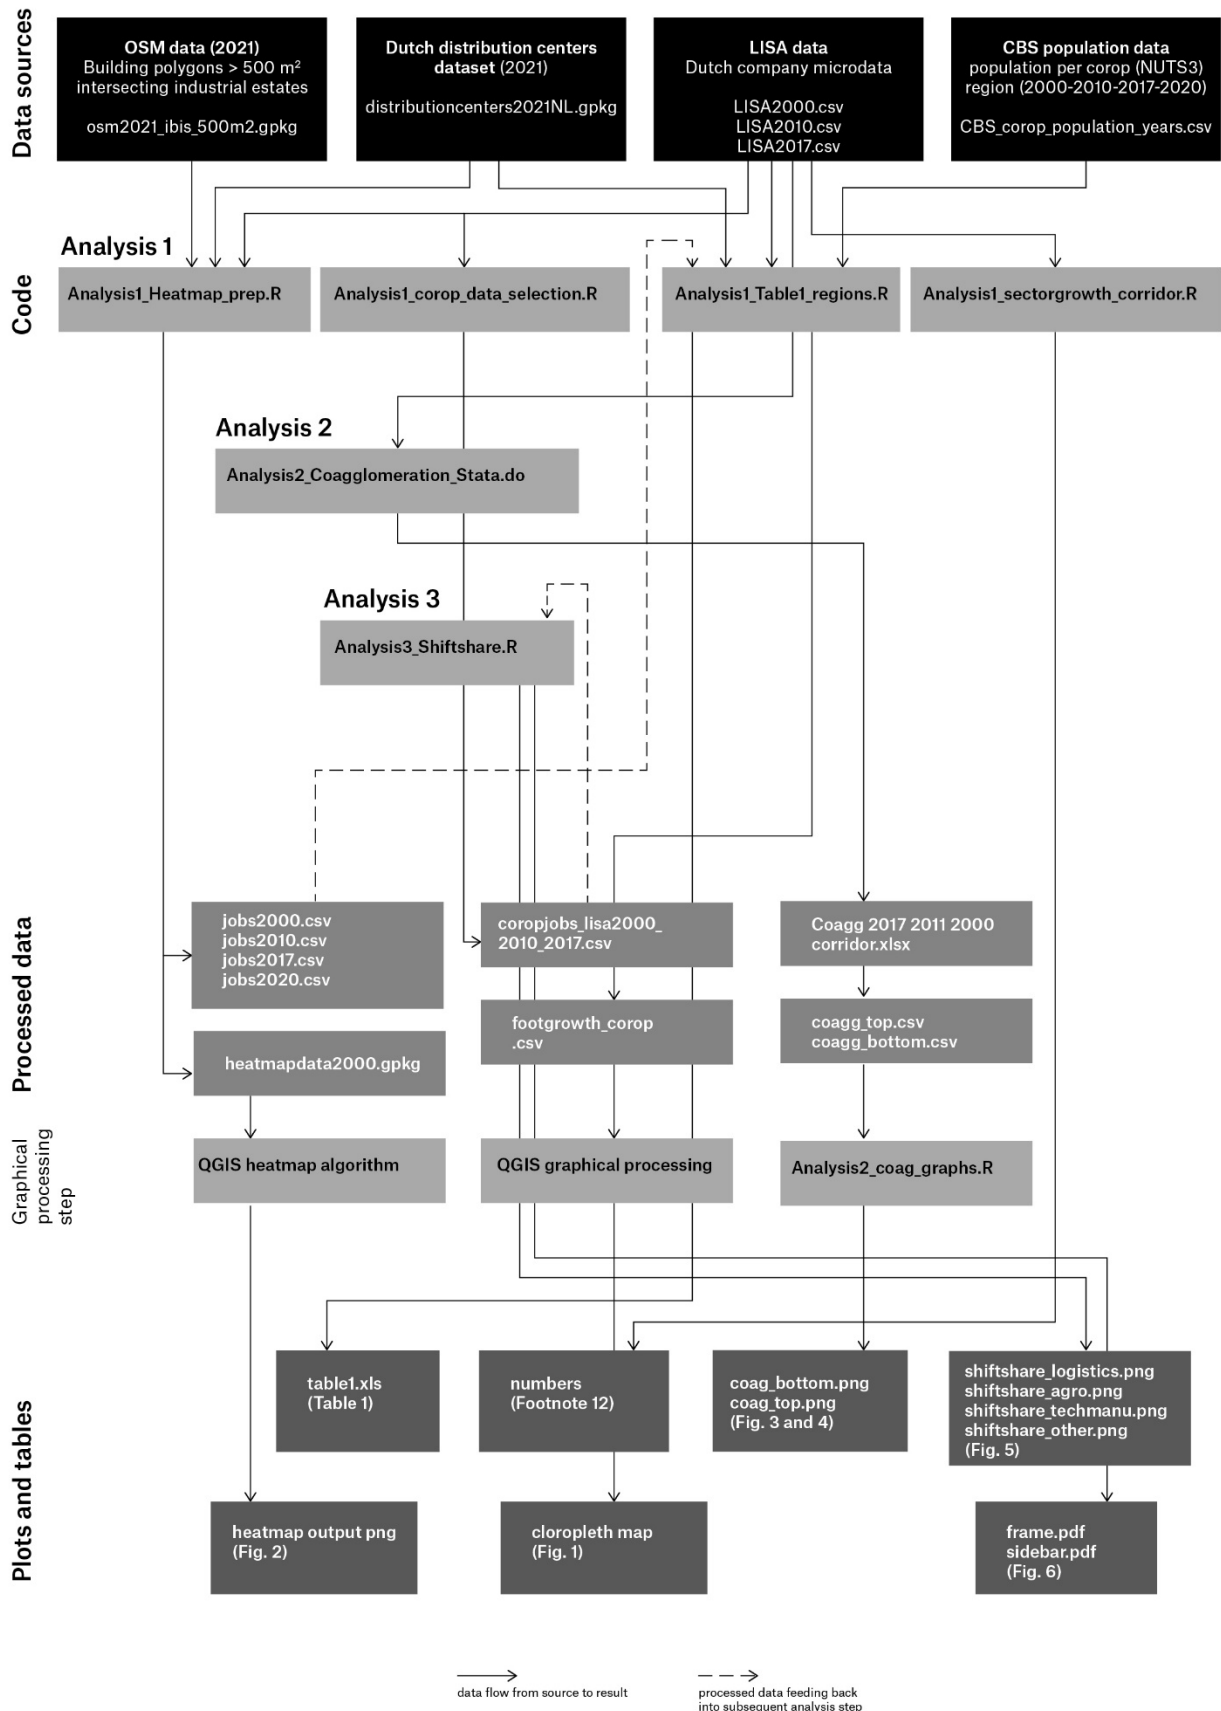 Data sources
OSM data (2021)
Building polygons > 500 m²
intersecting industrial estates
osm2021_ibis_500m2.gpkg
Dutch distribution centers
dataset (2021)
distributioncenters2021NL.gpkg
LISA data
Dutch company microdata
LISA2000.csv
LISA2010.csv
LISA2017.csv
CBS population data
population per corop (NUTS3)
region (2000-2010-2017-2020)
CBS_corop_population_years.csv
Code
Analysis 1
Analysis1_Heatmap_prep.R
Analysis1_corop_data_selection.R
Analysis1_Table1_regions.R
Analysis1_sectorgrowth_corridor.R
Analysis 2
Analysis2_Coagglomeration_Stata.do
Analysis 3
Analysis3_Shiftshare.R
Processed data
jobs2000.csv
jobs2010.csv
jobs2017.csv
jobs2020.csv
coropjobs_lisa2000_
2010_2017.csv
Coagg 2017 2011 2000
corridor.xlsx
footgrowth_corop
.csv
coagg_top.csv
coagg_bottom.csv
heatmapdata2000.gpkg
Graphical
processing
step
QGIS heatmap algorithm
QGIS graphical processing
Analysis2_coag_graphs.R
Plots and tables
table1.xls
(Table 1)
numbers
(Footnote 12)
coag_bottom.png
coag_top.png
(Fig. 3 and 4)
shiftshare_logistics.png
shiftshare_agro.png
shiftshare_techmanu.png
shiftshare_other.png
(Fig. 5)
heatmap output png
(Fig. 2)
cloropleth map
(Fig. 1)
frame.pdf
sidebar.pdf
(Fig. 6)
data flow from source to result
processed data feeding back
into subsequent analysis step